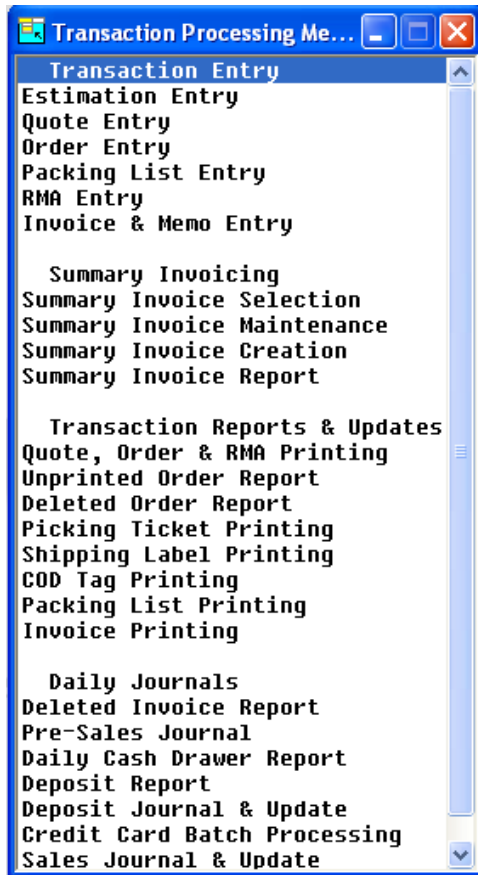 Transaction Processing Me...
Transaction Entry
Estimation Entry
Quote Entry
Order Entry
Packing List Entry
RMA Entry
Invoice & Memo Entry
Summary Invoicing
Summary Invoice Selection
Summary Invoice Maintenance
Summary Invoice Creation
Summary Invoice Report
Transaction Reports & Updates
Quote, Order & RMA Printing
Unprinted Order Report
Deleted Order Report
Picking Ticket Printing
Shipping Label Printing
COD Tag Printing
Packing List Printing
Invoice Printing
Daily Journals
Deleted Invoice Report
Pre-Sales Journal
Daily Cash Drawer Report
Deposit Report
Deposit Journal & Update
Credit Card Batch Processing
Sales Journal & Update